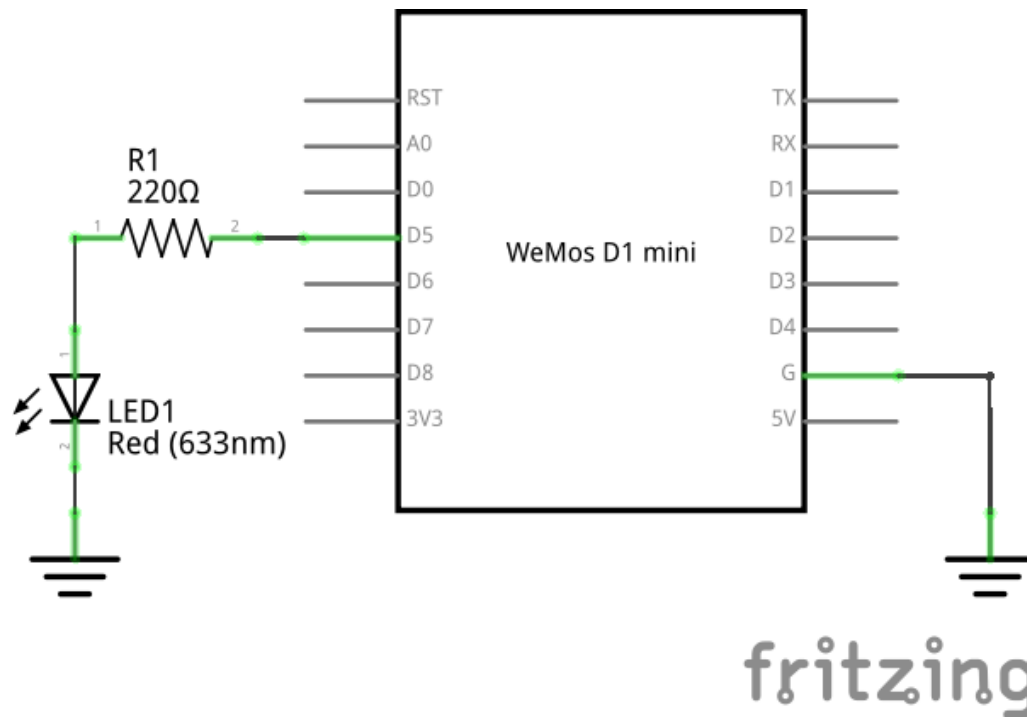 R1
220Ω
1
2
RST
A0
D0
D5
D6
D7
D8
3V3
WeMos D1 mini
TX
RX
D1
D2
D3
D4
G
5V
1
LED1
Red (633nm)
2
fritzing